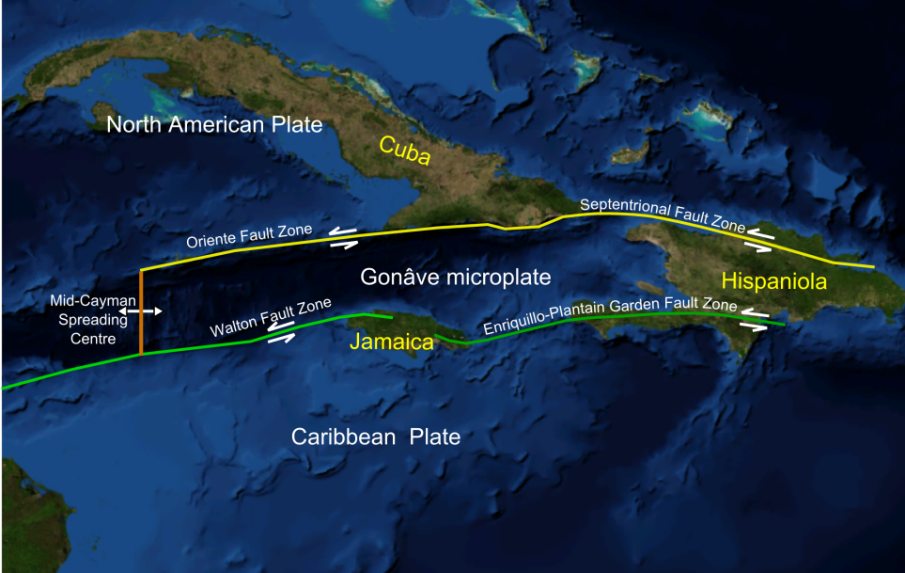 North American Plate
Cuba
Septentrional Fault Zone
Oriente Fault Zone
Gonâve microplate
Hispaniola
Mid-Cayman
Spreading
Centre
Walton Fault Zone
Enriquillo-Plantain Garden Fault Zone
Jamaica
Caribbean Plate